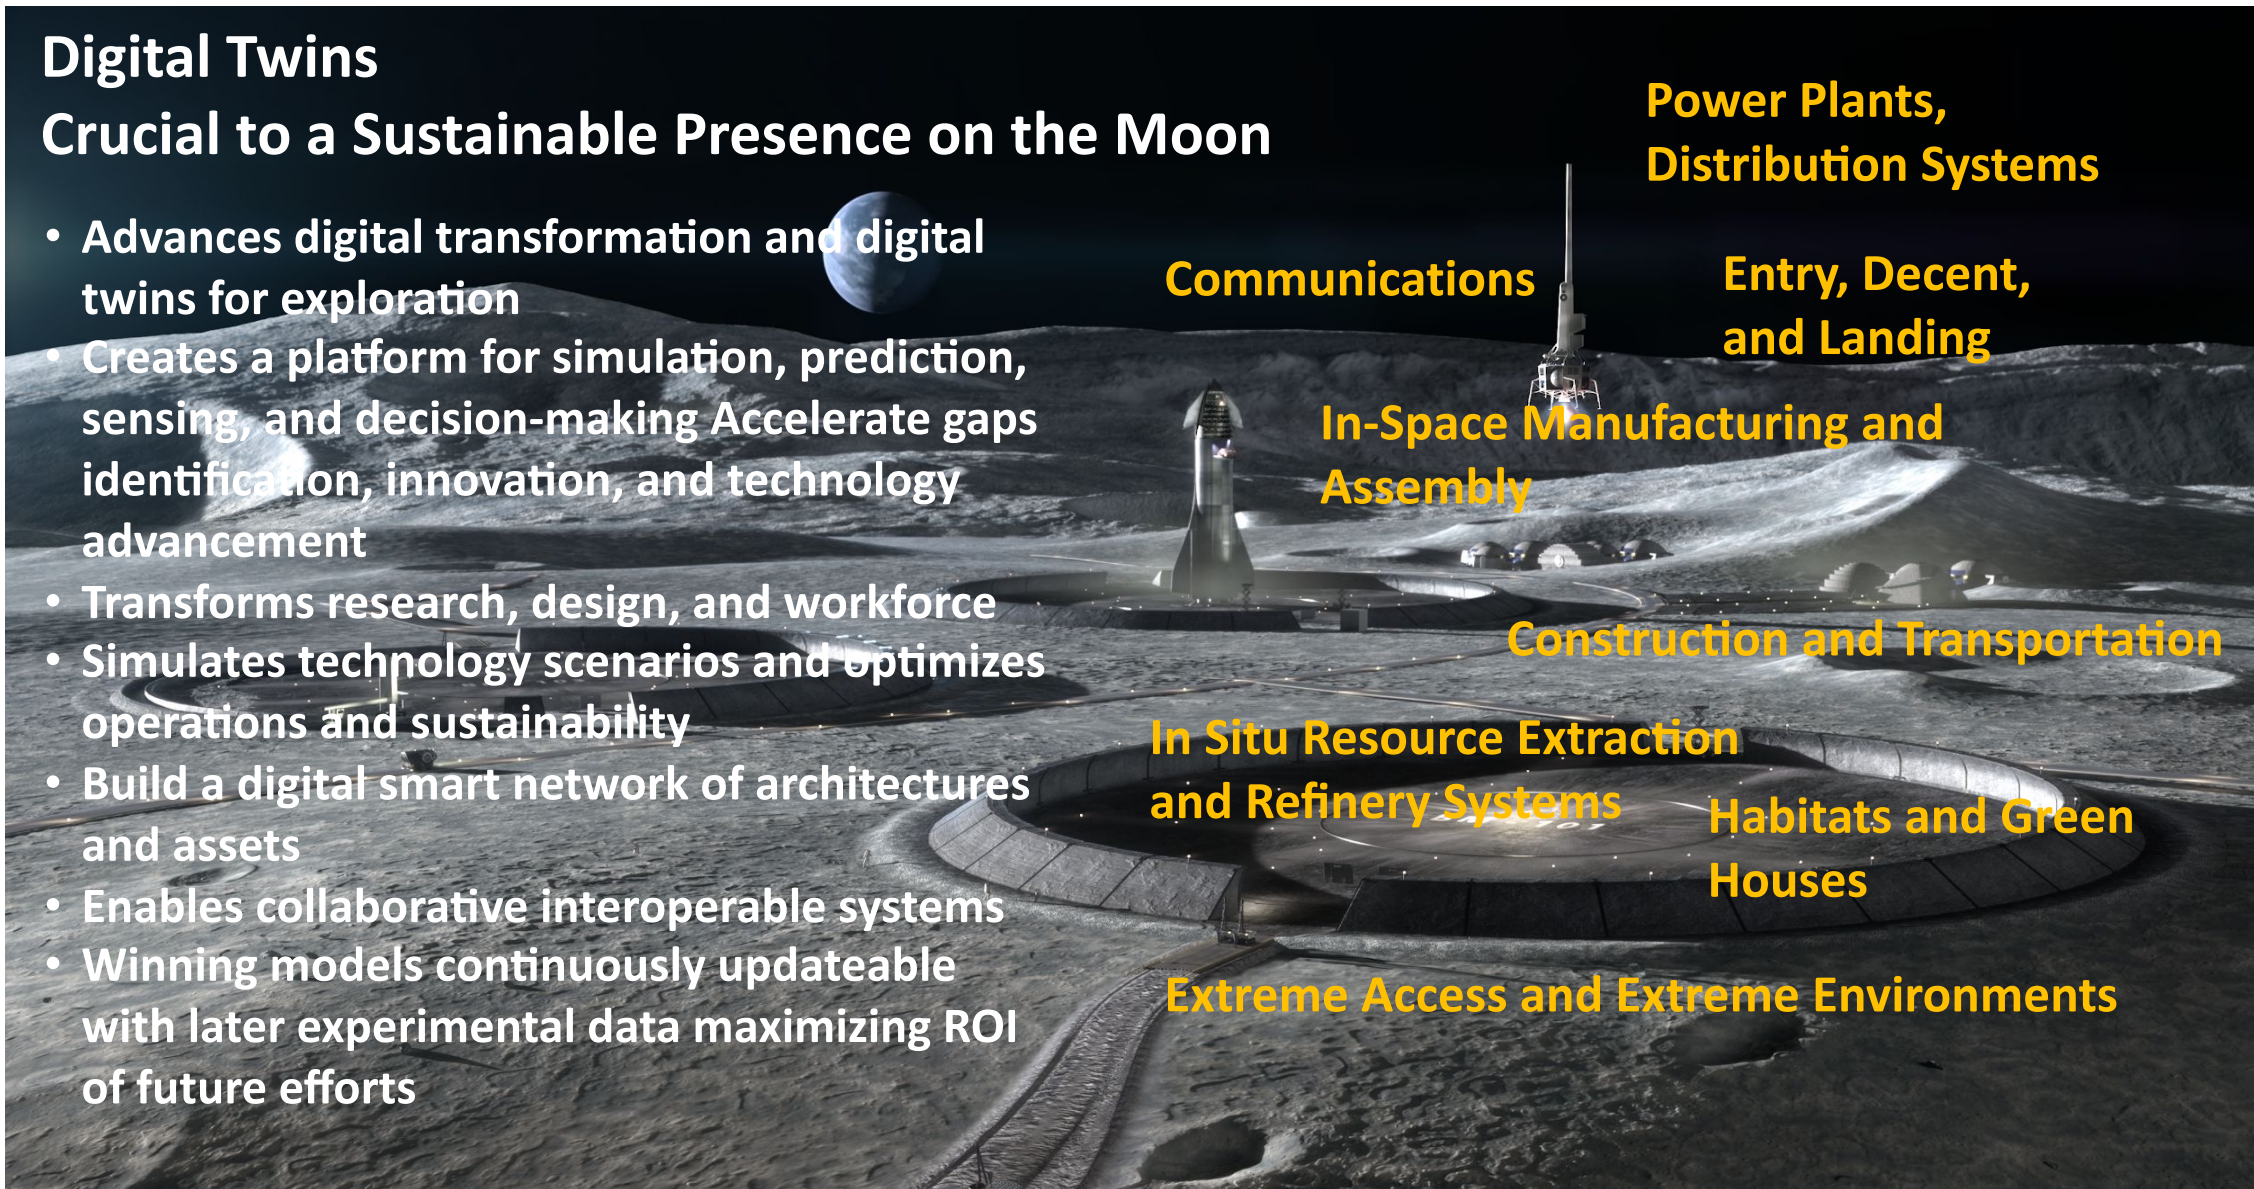 Digital Twins
Crucial to a Sustainable Presence on the Moon
• Advances digital transformation and digital
twins for exploration
• Creates a platform for simulation, prediction,
sensing, and decision-making Accelerate gaps
identification, innovation, and technology
advancement
• Transforms research, design, and workforce
• Simulates technology scenarios and optimizes
operations and sustainability
• Build a digital smart network of architectures
and assets
• Enables collaborative interoperable systems
• Winning models continuously updateable
with later experimental data maximizing ROI
of future efforts
Power Plants,
Distribution Systems
Communications
Entry, Decent,
and Landing
In-Space Manufacturing and
Assembly
Construction and Transportation
In Situ Resource Extraction
and Refinery Systems
Habitats and Green
Houses
Extreme Access and Extreme Environments